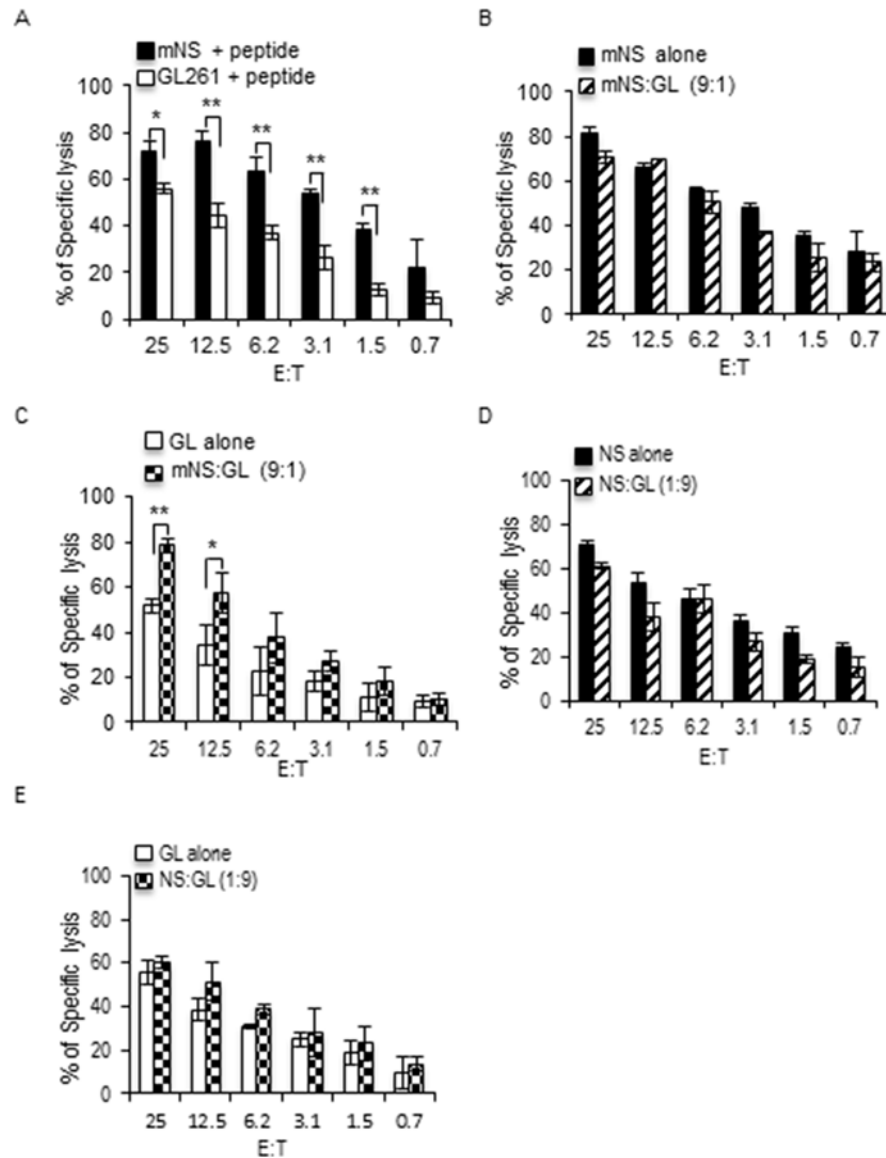 A
mNS + peptide
GL261 + peptide
100
80
60
40
20
0
% of Specific lysis
* ** ** ** **
25 12.5 6.2 3.1 1.5 0.7
E:T
B
mNS alone
mNS:GL (9:1)
100
80
60
40
20
0
% of Specific lysis
25 12.5 6.2 3.1 1.5 0.7
E:T
C
GL alone
mNS:GL (9:1)
100
80
60
40
20
0
% of Specific lysis
** *
25 12.5 6.2 3.1 1.5 0.7
E:T
D
NS alone
NS:GL (1:9)
100
80
60
40
20
0
% of Specific lysis
25 12.5 6.2 3.1 1.5 0.7
E:T
E
GL alone
NS:GL (1:9)
100
80
60
40
20
0
% of Specific lysis
25 12.5 6.2 3.1 1.5 0.7
E:T